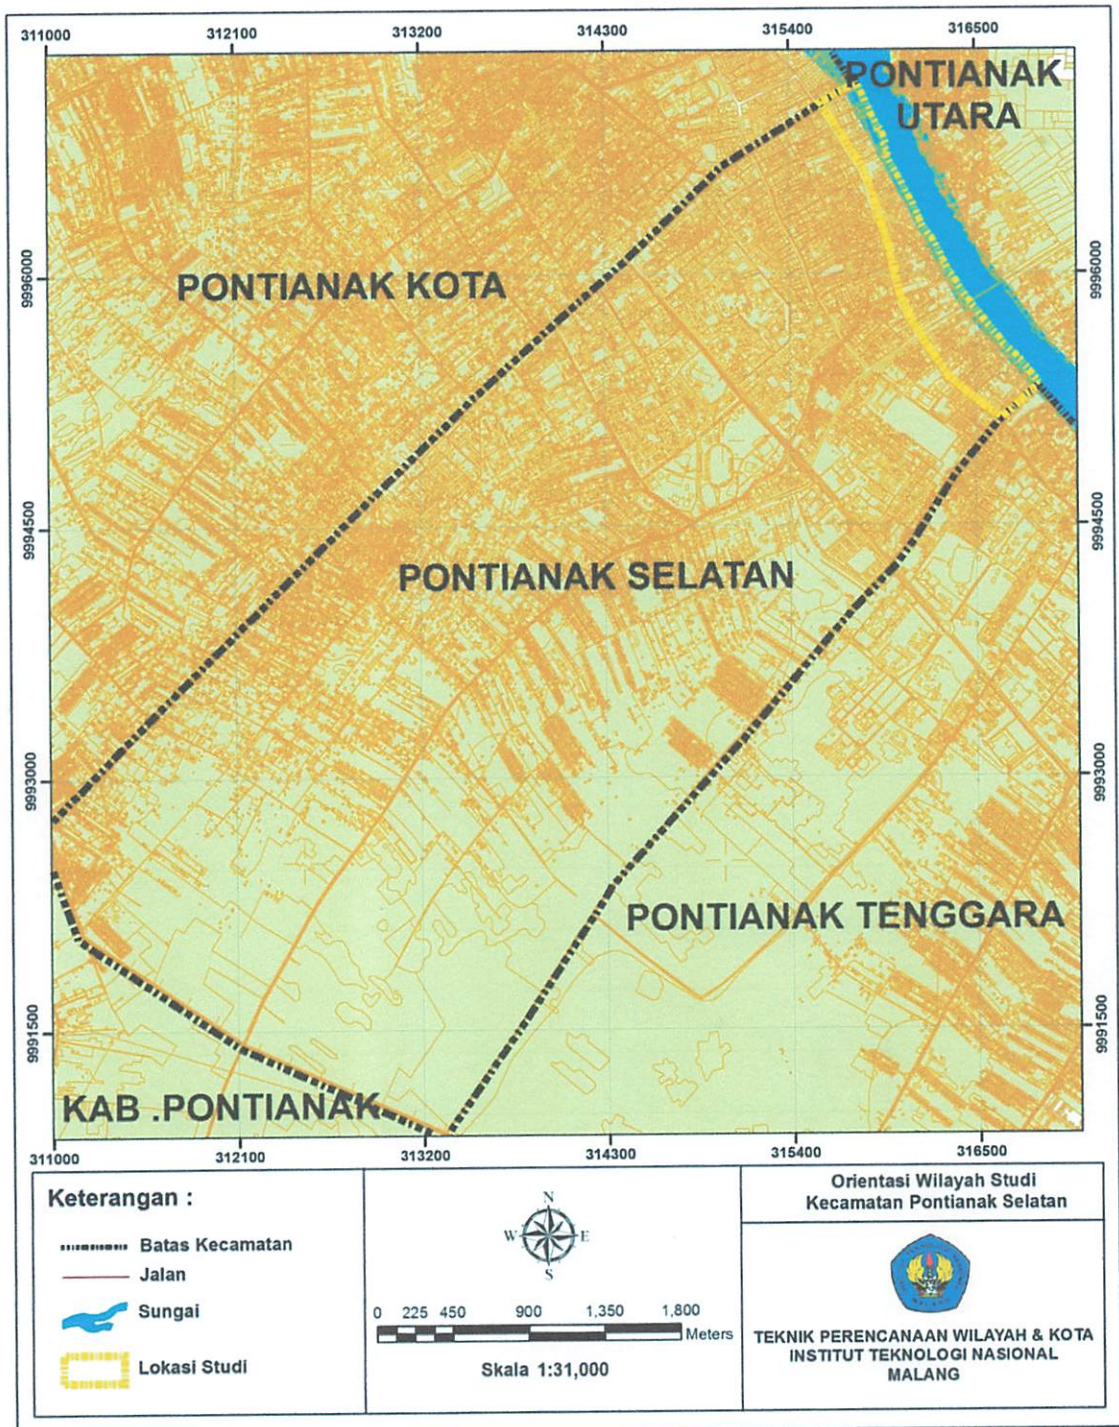 311000 312100 313200 314300 315400 316500
PONTIANAK
UTARA
9996000
PONTIANAK KOTA
9996000
9994500
PONTIANAK SELATAN
9994500
9993000
9993000
PONTIANAK TENGGARA
9991500
9991500
KAB .PONTIANAK
311000 312100 313200 314300 315400 316500
Keterangan :
Batas Kecamatan
Jalan
Sungai
Lokasi Studi
N
W E
S
0 225 450 900 1,350 1,800
Meters
Skala 1:31,000
Orientasi Wilayah Studi
Kecamatan Pontianak Selatan
TEKNIK PERENCANAAN WILAYAH & KOTA
INSTITUT TEKNOLOGI NASIONAL
MALANG